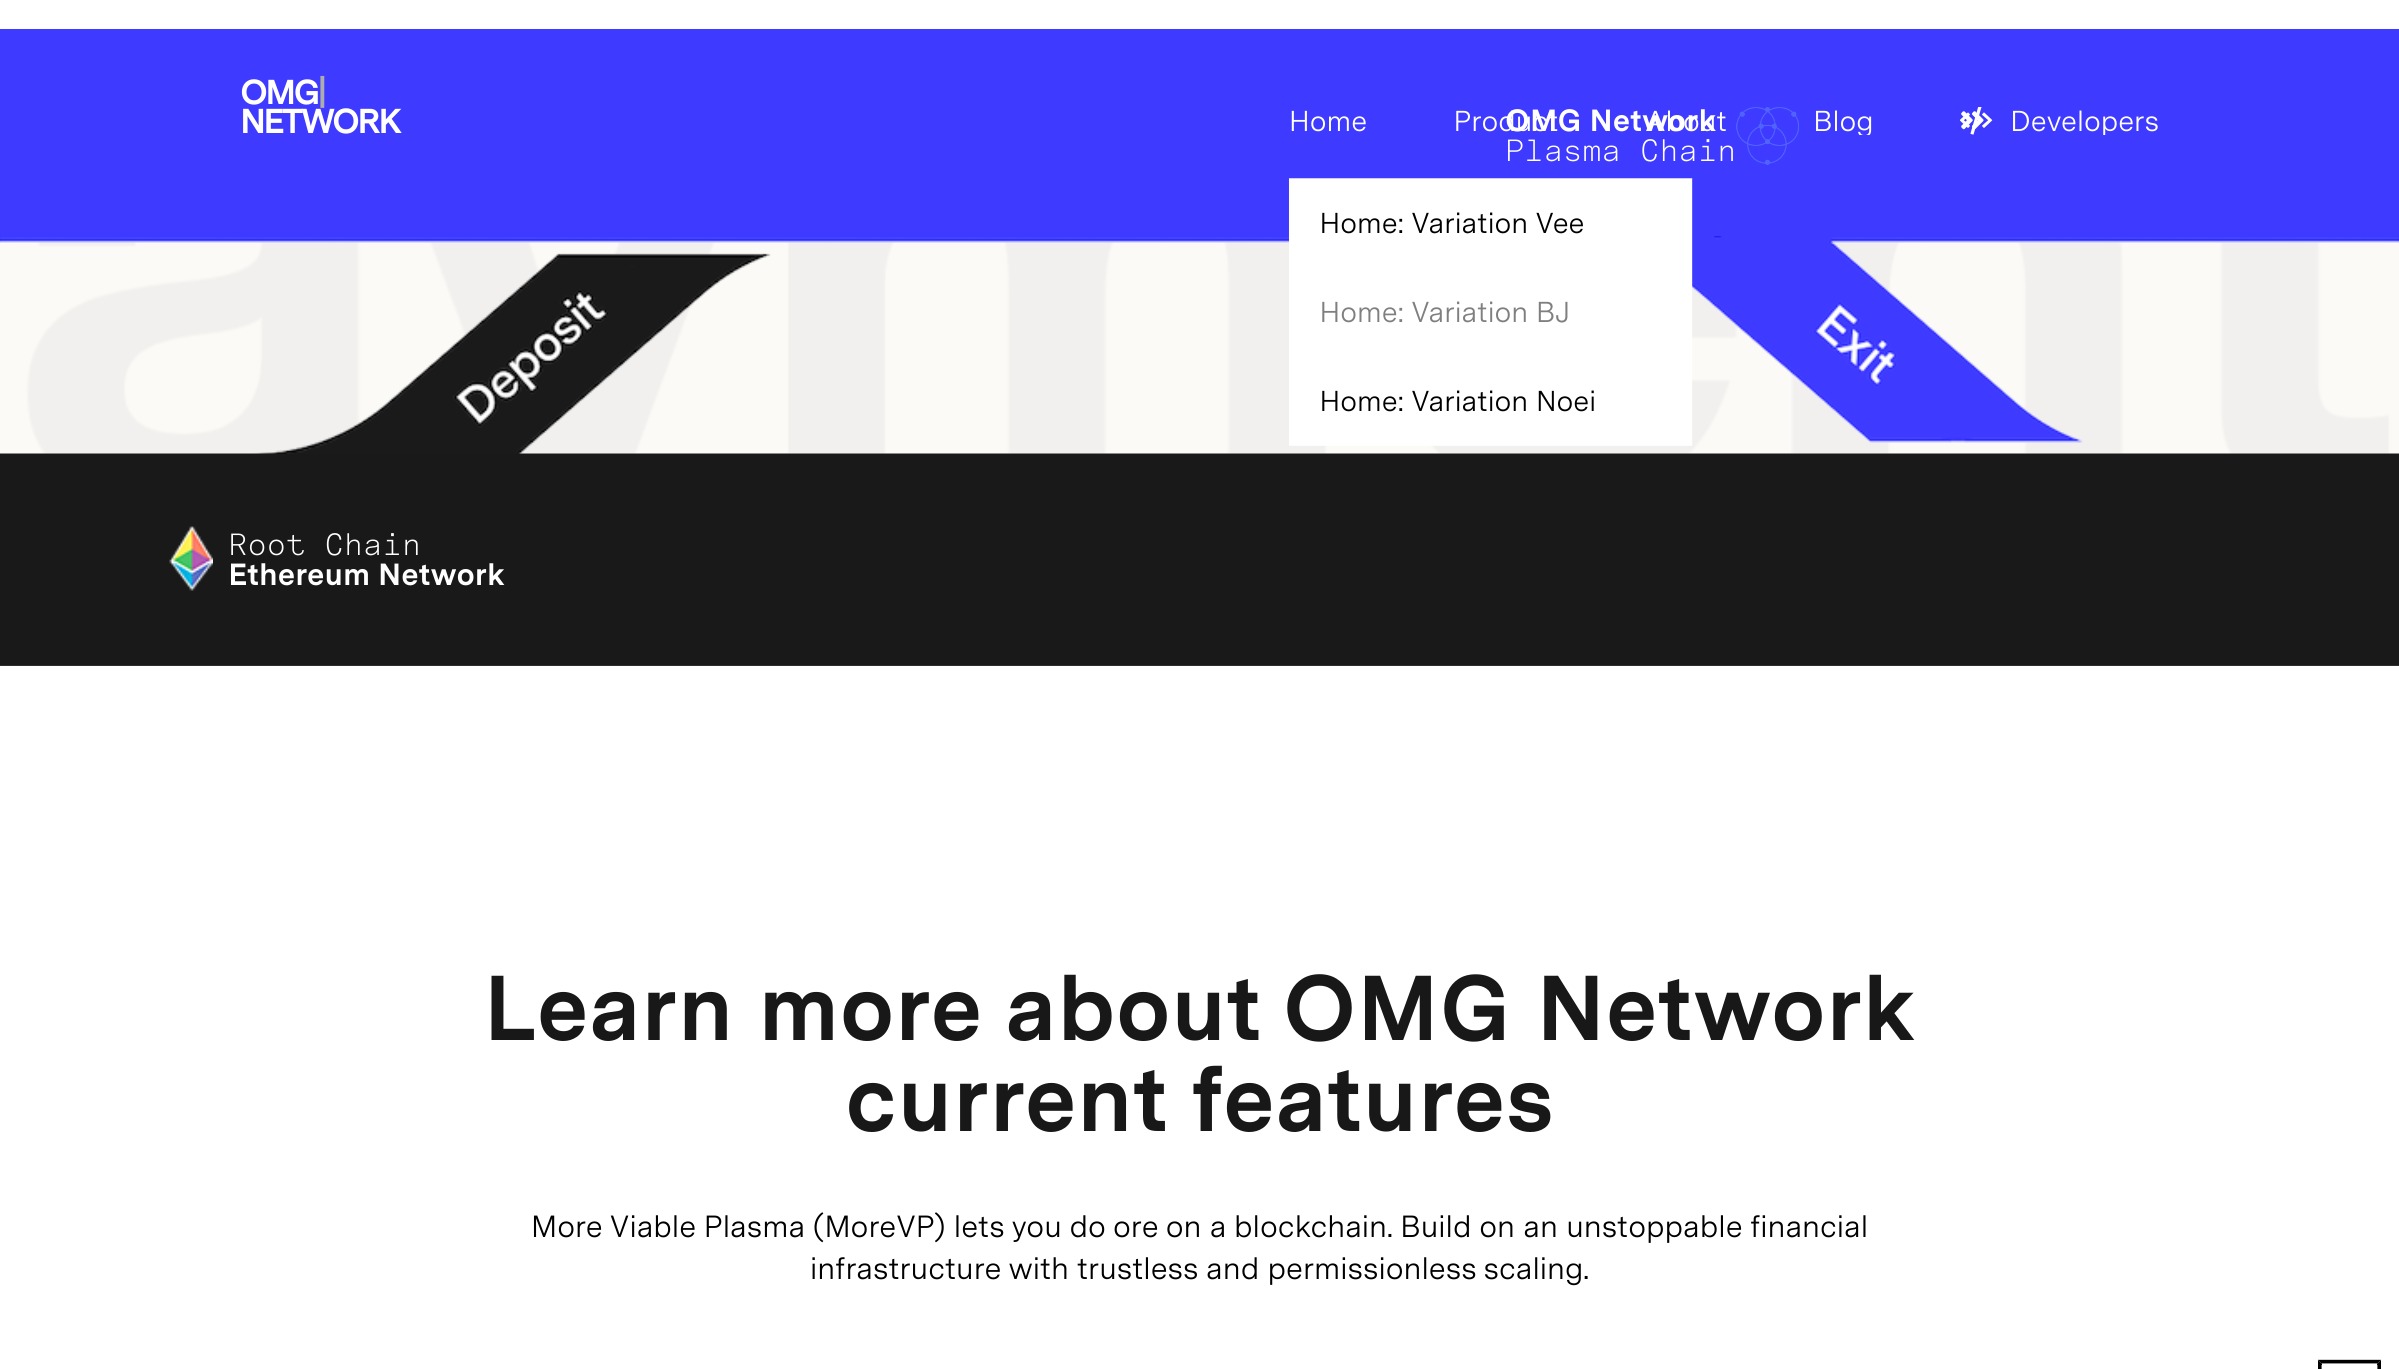 OMG
NETWORK
Home
Product
About
Blog
Developers
OMG Network
Plasma Chain
Home: Variation Vee
Home: Variation BJ
Home: Variation Noei
Deposit
Exit
Root Chain
Ethereum Network
Learn more about OMG Network
current features
More Viable Plasma (MoreVP) lets you do ore on a blockchain. Build on an unstoppable financial
infrastructure with trustless and permissionless scaling.